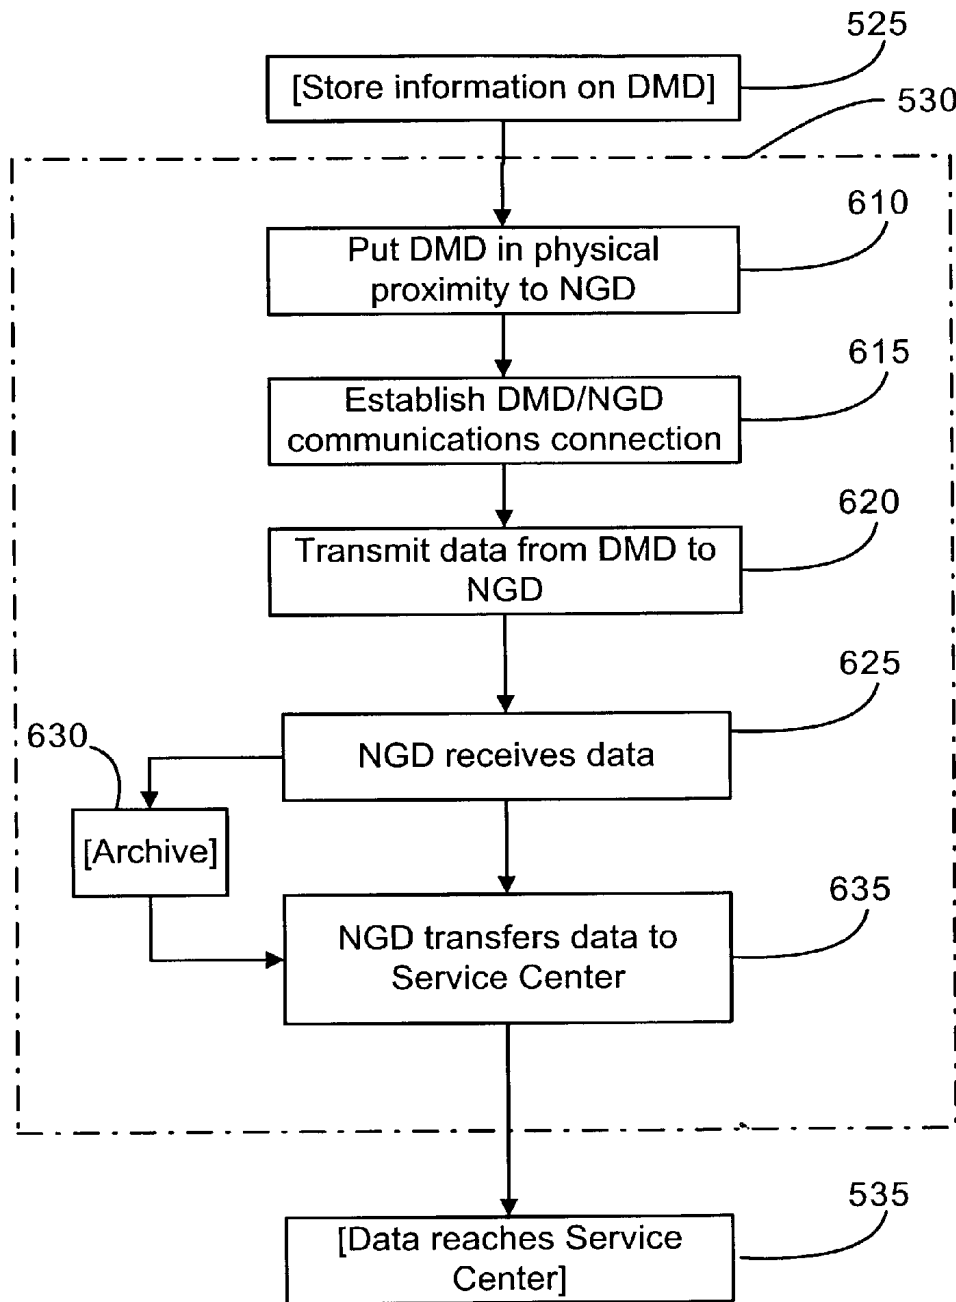 525
[Store information on DMD]
530
610
Put DMD in physical
proximity to NGD
615
Establish DMD/NGD
communications connection
620
Transmit data from DMD to
NGD
625
NGD receives data
630
[Archive]
635
NGD transfers data to
Service Center
535
[Data reaches Service
Center]